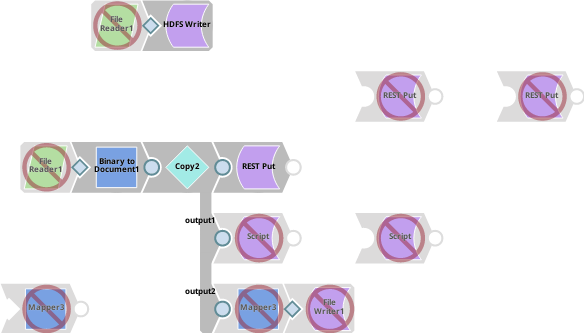 File
Reader1
HDFS Writer
REST Put
REST Put
File
Reader1
Binary to
Document1
Copy2
REST Put
output1
Script
Script
output2
Mapper3
Mapper3
File
Writer1